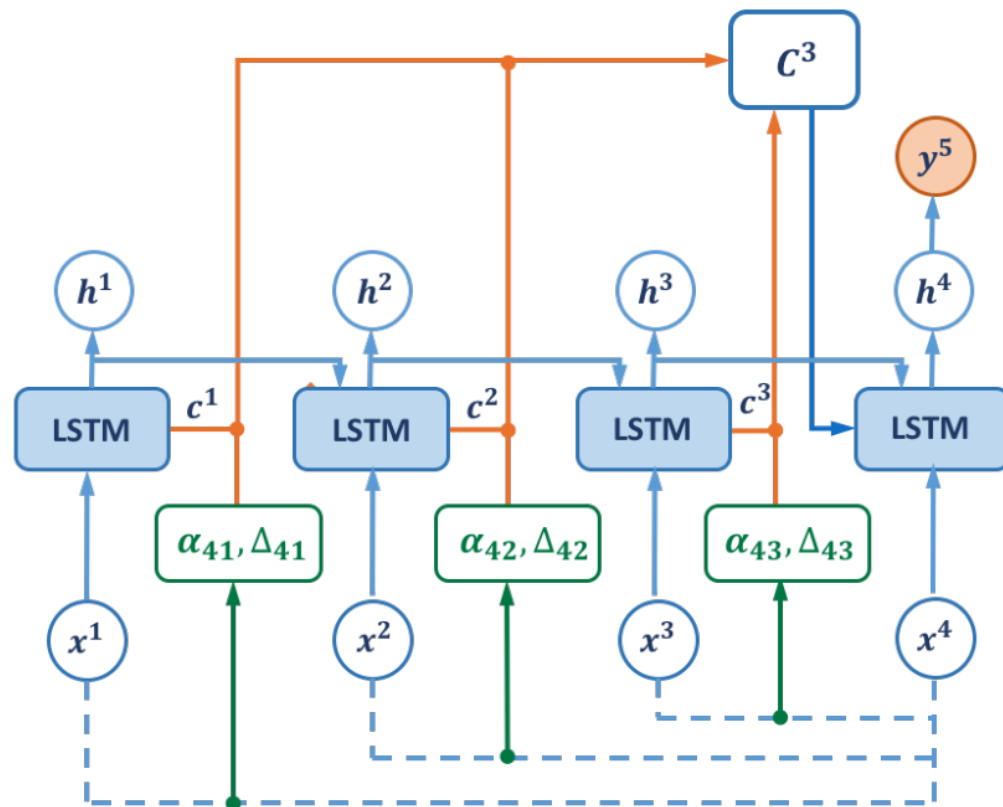 C³
y⁵
h¹ h² h³ h⁴
LSTM c¹ LSTM c² LSTM c³ LSTM
α₄₁, Δ₄₁ α₄₂, Δ₄₂ α₄₃, Δ₄₃
x¹ x² x³ x⁴